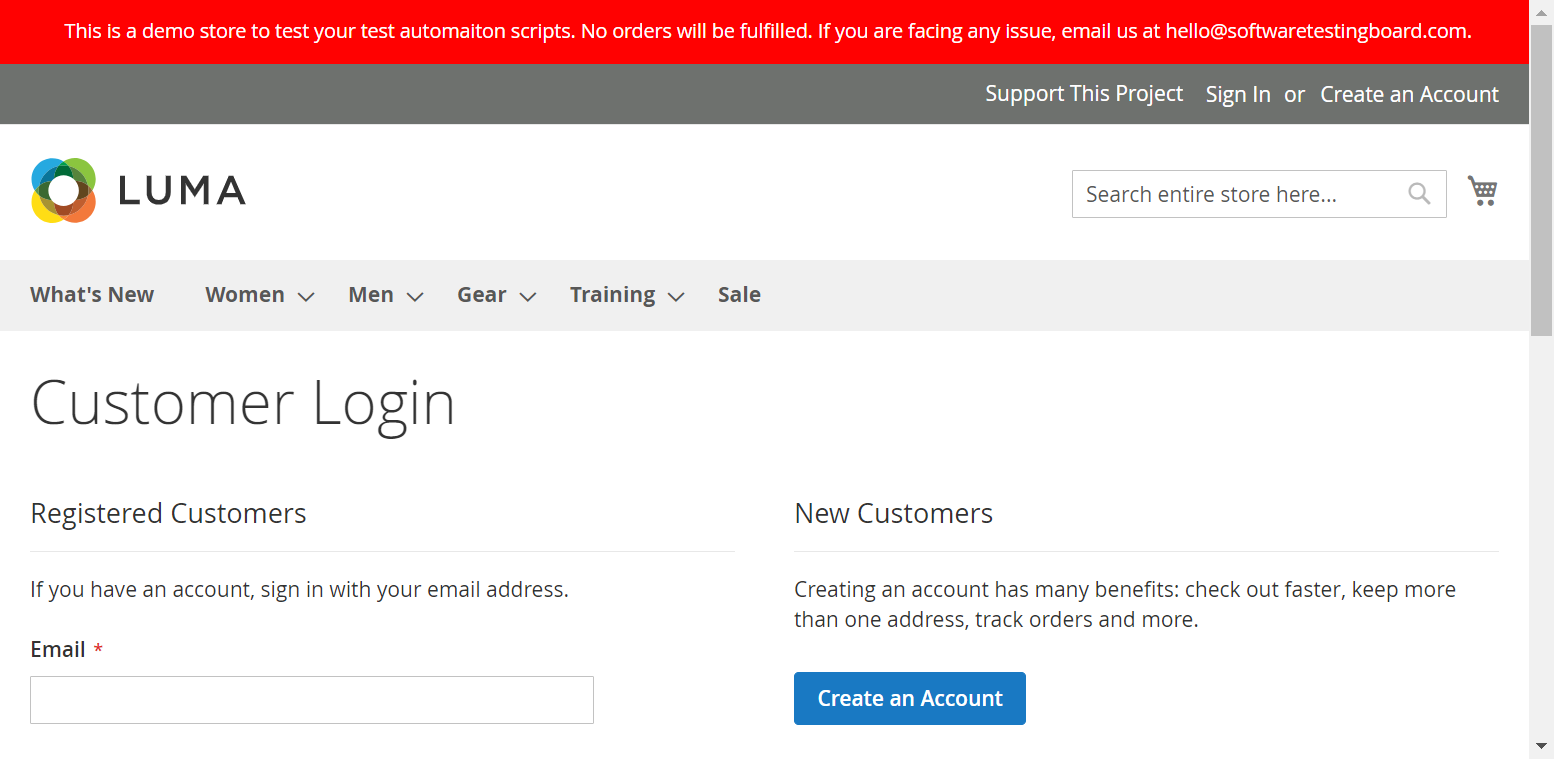 This is a demo store to test your test automaiton scripts. No orders will be fulfilled. If you are facing any issue, email us at hello@softwaretestingboard.com.
Support This Project Sign In or Create an Account
LUMA
Search entire store here...
What's New Women Men Gear Training Sale
Customer Login
Registered Customers
If you have an account, sign in with your email address.
Email *
New Customers
Creating an account has many benefits: check out faster, keep more
than one address, track orders and more.
Create an Account